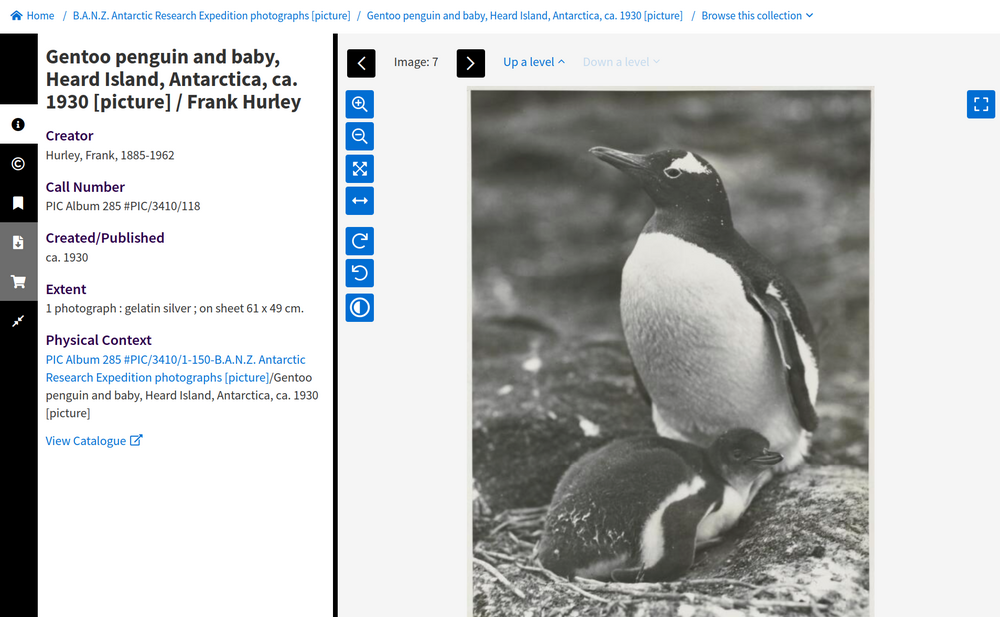 Home / B.A.N.Z. Antarctic Research Expedition photographs [picture] / Gentoo penguin and baby, Heard Island, Antarctica, ca. 1930 [picture] / Browse this collection
Gentoo penguin and baby,
Heard Island, Antarctica, ca.
1930 [picture] / Frank Hurley
Creator
Hurley, Frank, 1885-1962
Call Number
PIC Album 285 #PIC/3410/118
Created/Published
ca. 1930
Extent
1 photograph : gelatin silver ; on sheet 61 x 49 cm.
Physical Context
PIC Album 285 #PIC/3410/1-150-B.A.N.Z. Antarctic
Research Expedition photographs [picture]/Gentoo
penguin and baby, Heard Island, Antarctica, ca. 1930
[picture]
View Catalogue
Image: 7
Up a level
Down a level